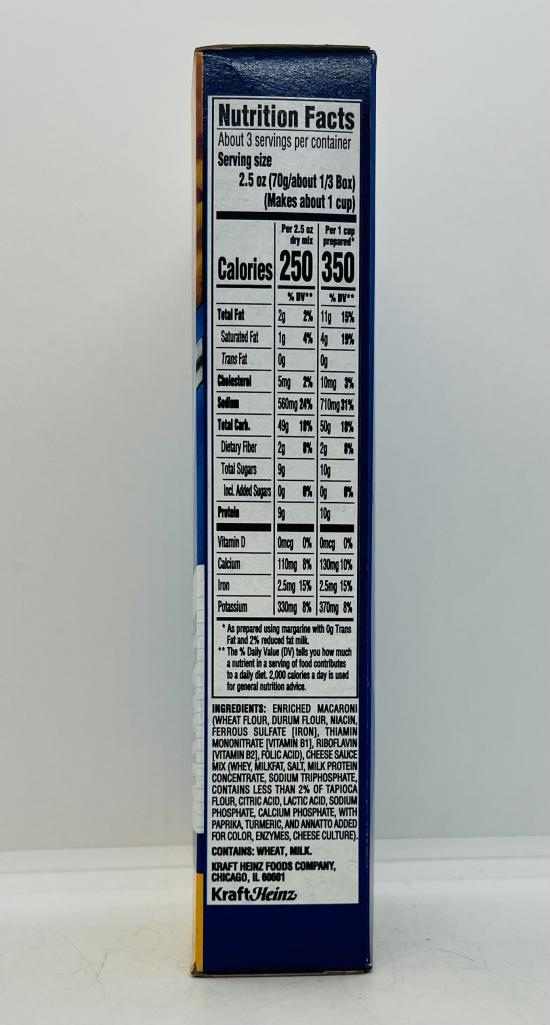 Nutrition Facts
About 3 servings per container
Serving size
2.5 oz (70g/about 1/3 Box)
(Makes about 1 cup)
Per 2.5 oz dry mix Per 1 cup prepared*
Calories 250 350
% DV** % DV**
Total Fat 2g 2% 11g 15%
Saturated Fat 1g 4% 4g 19%
Trans Fat 0g 0g
Cholesterol 5mg 2% 10mg 3%
Sodium 560mg 24% 710mg 31%
Total Carb. 49g 18% 50g 18%
Dietary Fiber 2g 8% 2g 8%
Total Sugars 9g 10g
Incl. Added Sugars 0g 0% 0g 0%
Protein 9g 10g
Vitamin D 0mcg 0% 0mcg 0%
Calcium 110mg 8% 130mg 10%
Iron 2.5mg 15% 2.5mg 15%
Potassium 330mg 8% 370mg 8%
* As prepared using margarine with 0g Trans
Fat and 2% reduced fat milk.
** The % Daily Value (DV) tells you how much
a nutrient in a serving of food contributes
to a daily diet. 2,000 calories a day is used
for general nutrition advice.
INGREDIENTS: ENRICHED MACARONI
(WHEAT FLOUR, DURUM FLOUR, NIACIN,
FERROUS SULFATE [IRON], THIAMIN
MONONITRATE [VITAMIN B1], RIBOFLAVIN
[VITAMIN B2], FOLIC ACID), CHEESE SAUCE
MIX (WHEY, MILKFAT, SALT, MILK PROTEIN
CONCENTRATE, SODIUM TRIPHOSPHATE,
CONTAINS LESS THAN 2% OF TAPIOCA
FLOUR, CITRIC ACID, LACTIC ACID, SODIUM
PHOSPHATE, CALCIUM PHOSPHATE, WITH
PAPRIKA, TURMERIC, AND ANNATTO ADDED
FOR COLOR, ENZYMES, CHEESE CULTURE).
CONTAINS: WHEAT, MILK.
KRAFT HEINZ FOODS COMPANY,
CHICAGO, IL 60601
KraftHeinz